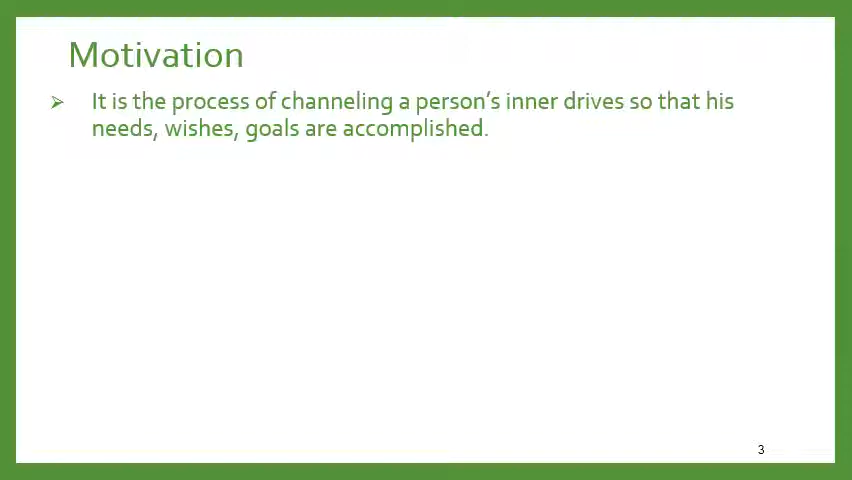 Motivation
➢ It is the process of channeling a person’s inner drives so that his
needs, wishes, goals are accomplished.
3